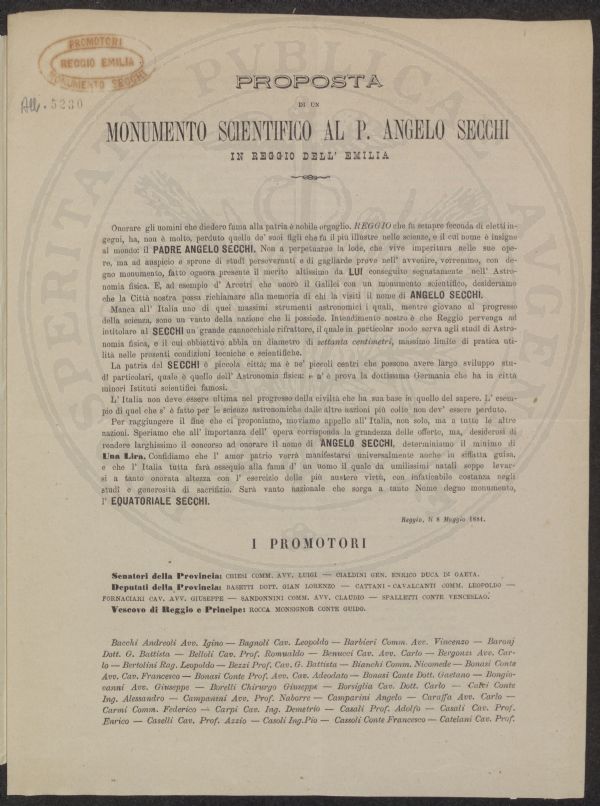 PROMOTORI
REGGIO EMILIA
MONUMENTO SECCHI
All. 5230
PROPOSTA
DI UN
MONUMENTO SCIENTIFICO AL P. ANGELO SECCHI
IN REGGIO DELL' EMILIA
Onorare gli uomini che diedero fama alla patria è nobile orgoglio. REGGIO che fu sempre feconda di eletti in-
gegni, ha, non è molto, perduto quello de' suoi figli che fu il più illustre nelle scienze, e il cui nome è insigne
al mondo: il PADRE ANGELO SECCHI. Non a perpetuarne la lode, che vive imperitura nelle sue ope-
re, ma ad auspicio e sprone di studi perseveranti e di gagliarde prove nell' avvenire, vorremmo, con de-
gno monumento, fatto ognora presente il merito altissimo da LUI conseguito segnatamente nell' Astro-
nomia fisica. E, ad esempio d' Arcetri che onorò il Galilei con un monumento scientifico, desideriamo
che la Città nostra possa richiamare alla memoria di chi la visiti il nome di ANGELO SECCHI.
Manca all' Italia uno di quei massimi strumenti astronomici i quali, mentre giovano al progresso
della scienza, sono un vanto della nazione che li possiede. Intendimento nostro è che Reggio pervenga ad
intitolare al SECCHI un grande cannocchiale rifrattore, il quale in particolar modo serva agli studi di Astro-
nomia fisica, e il cui obbiettivo abbia un diametro di settanta centimetri, massimo limite di pratica uti-
lità nelle presenti condizioni tecniche e scientifiche.
La patria del SECCHI è piccola città; ma è ne' piccoli centri che possono avere largo sviluppo stu-
dî particolari, quale è quello dell' Astronomia fisica: e n' è prova la dottissima Germania che ha in città
minori Istituti scientifici famosi.
L' Italia non deve essere ultima nel progresso della civiltà che ha sua base in quello del sapere. L' esem-
pio di quel che s' è fatto per le scienze astronomiche dalle altre nazioni più colte non dev' essere perduto.
Per raggiungere il fine che ci proponiamo, moviamo appello all' Italia, non solo, ma a tutte le altre
nazioni. Speriamo che all' importanza dell' opera corrisponda la grandezza delle offerte, ma, desiderosi di
rendere larghissimo il concorso ad onorare il nome di ANGELO SECCHI, determiniamo il minimo di
Una Lira. Confidiamo che l' amor patrio vorrà manifestarsi universalmente anche in siffatta guisa,
e che l' Italia tutta farà ossequio alla fama d' un uomo il quale da umilissimi natali seppe levar-
si a tanto onorata altezza con l' esercizio delle più austere virtù, con infaticabile costanza negli
studi e generosità di sacrifizio. Sarà vanto nazionale che sorga a tanto Nome degno monumento,
l' EQUATORIALE SECCHI.
Reggio, li 8 Maggio 1881.
I PROMOTORI
Senatori della Provincia: CHIESI COMM. AVV. LUIGI — CIALDINI GEN. ENRICO DUCA DI GAETA.
Deputati della Provincia: BASETTI DOTT. GIAN LORENZO — CATTANI-CAVALCANTI COMM. LEOPOLDO —
FORNACIARI CAV. AVV. GIUSEPPE — SANDONNINI COMM. AVV. CLAUDIO — SPALLETTI CONTE VENCESLAO.
Vescovo di Reggio e Principe: ROCCA MONSIGNOR CONTE GUIDO.
Bacchi Andreoli Avv. Igino — Bagnoli Cav. Leopoldo — Barbieri Comm. Avv. Vincenzo — Baronj
Dott. G. Battista — Belloli Cav. Prof. Romualdo — Benucci Cav. Avv. Carlo — Bergonzi Avv. Car-
lo — Bertolini Rag. Leopoldo — Bezzi Prof. Cav. G. Battista — Bianchi Comm. Nicomede — Bonasi Conte
Avv. Cav. Francesco — Bonasi Conte Prof. Avv. Cav. Adeodato — Bonasi Conte Dott. Gaetano — Bongio-
vanni Avv. Giuseppe — Borelli Chirurgo Giuseppe — Borsiglia Cav. Dott. Carlo — Calvi Conte
Ing. Alessandro — Campanini Avv. Prof. Naborre — Camparini Angelo — Caraffa Avv. Carlo —
Carmi Comm. Federico — Carpi Cav. Ing. Demetrio — Casali Prof. Adolfo — Casali Cav. Prof.
Enrico — Caselli Cav. Prof. Azzio — Casoli Ing. Pio — Cassoli Conte Francesco — Catelani Cav. Prof.